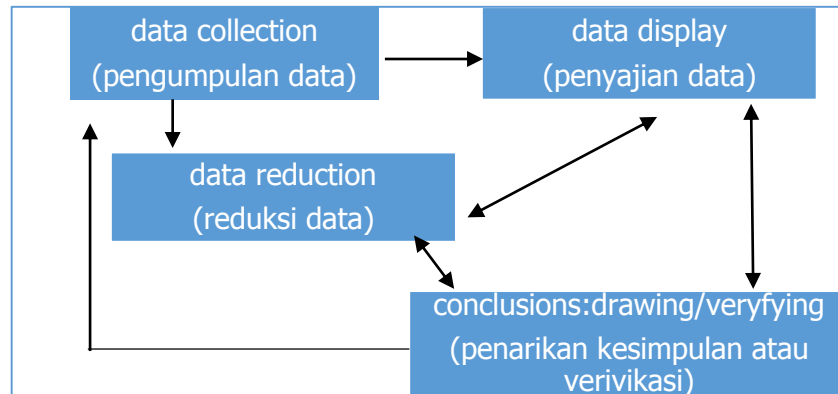 data collection
(pengumpulan data)
data display
(penyajian data)
data reduction
(reduksi data)
conclusions:drawing/veryfying
(penarikan kesimpulan atau
verivikasi)